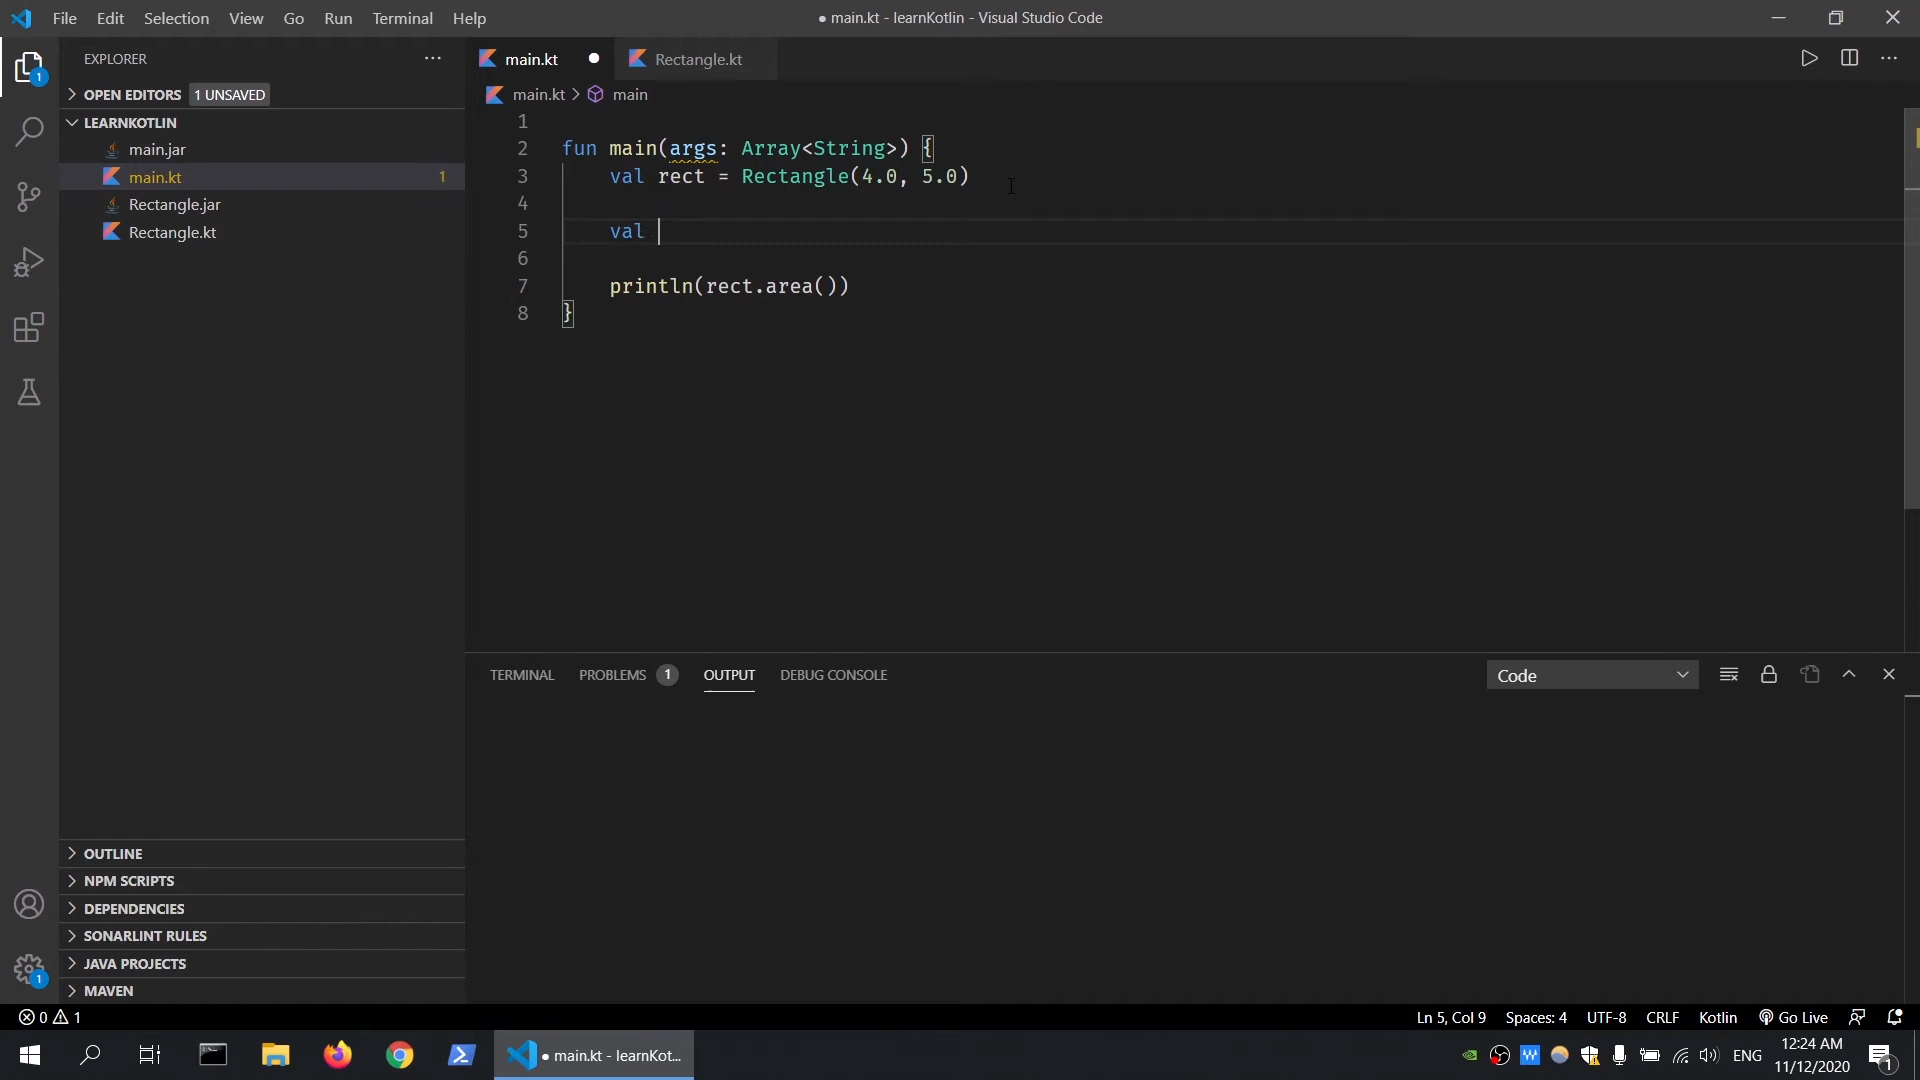 File Edit Selection View Go Run Terminal Help
● main.kt - learnKotlin - Visual Studio Code
EXPLORER
OPEN EDITORS 1 UNSAVED
LEARNKOTLIN
main.jar
main.kt 1
Rectangle.jar
Rectangle.kt
OUTLINE
NPM SCRIPTS
DEPENDENCIES
SONARLINT RULES
JAVA PROJECTS
MAVEN
1
1
main.kt Rectangle.kt
main.kt > main
1
2 fun main(args: Array<String>) {
3 val rect = Rectangle(4.0, 5.0)
4
5 val
6
7 println(rect.area())
8 }
TERMINAL PROBLEMS 1 OUTPUT DEBUG CONSOLE
Code
0 1
Ln 5, Col 9 Spaces: 4 UTF-8 CRLF Kotlin Go Live
● main.kt - learnKot...
ENG
12:24 AM
11/12/2020
1